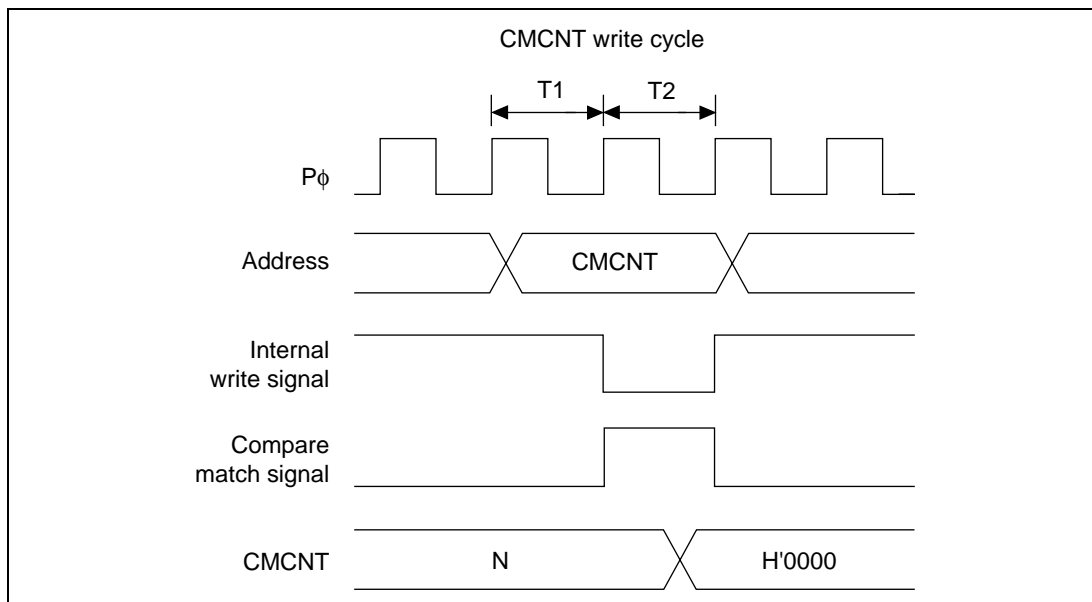 CMCNT write cycle
T1 T2
Pϕ
Address CMCNT
Internal
write signal
Compare
match signal
CMCNT N H'0000